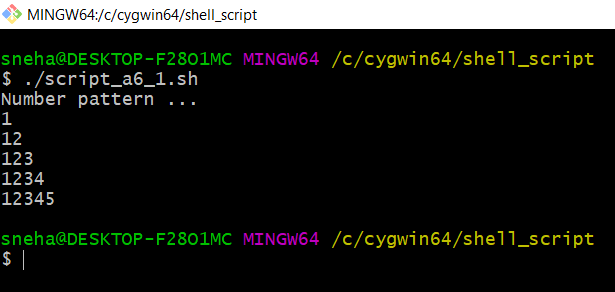 MINGW64:/c/cygwin64/shell_script
sneha@DESKTOP-F28O1MC MINGW64 /c/cygwin64/shell_script
$ ./script_a6_1.sh
Number pattern ...
1
12
123
1234
12345
sneha@DESKTOP-F28O1MC MINGW64 /c/cygwin64/shell_script
$